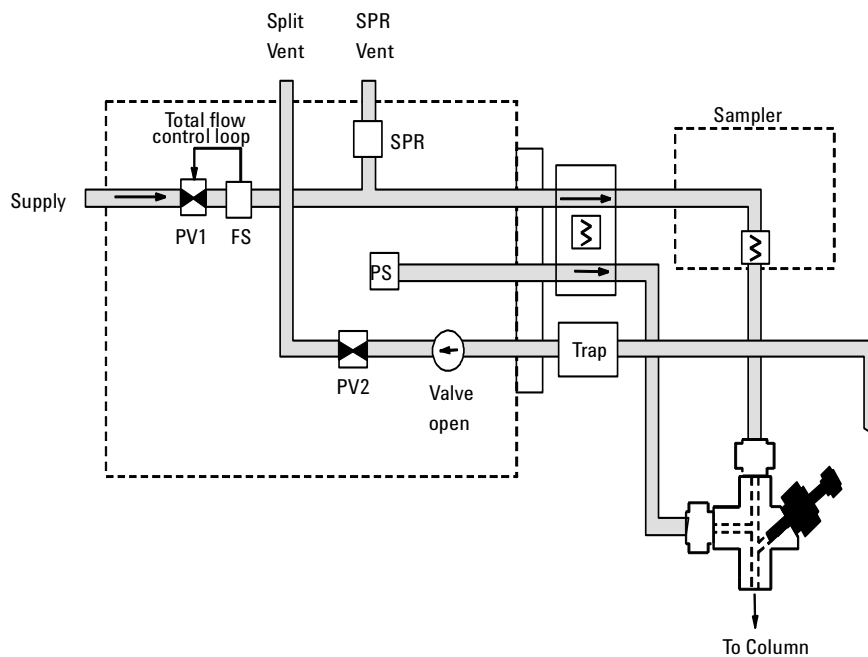 Split
Vent
SPR
Vent
Total flow
control loop
SPR
Sampler
Supply
PV1
FS
PS
PV2
Valve
open
Trap
To Column